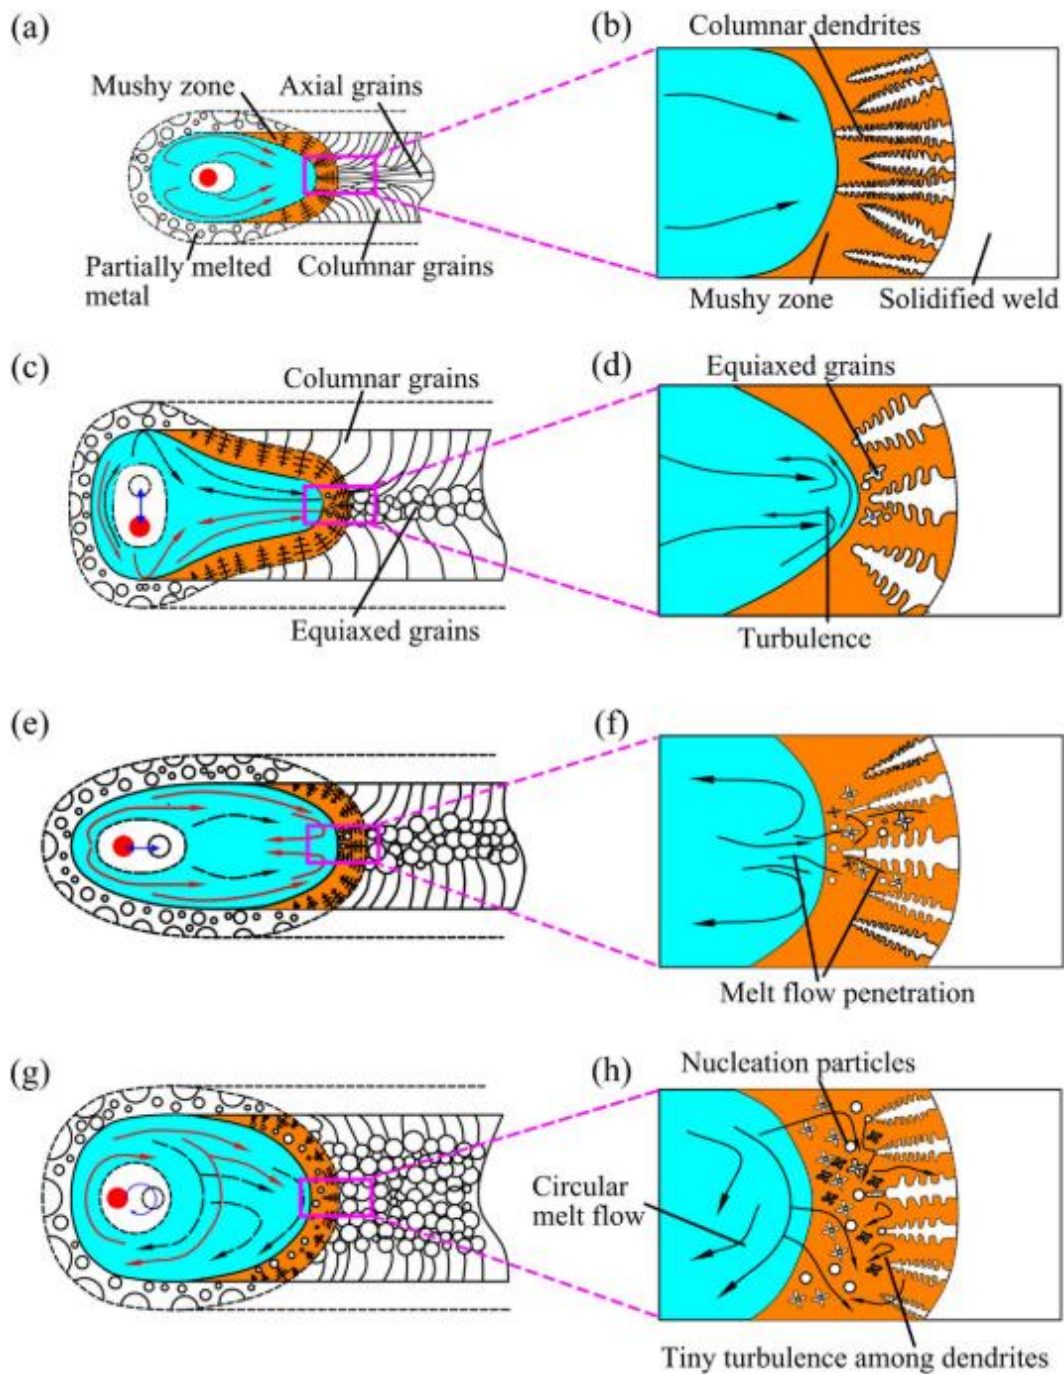 (a)
(b)
Columnar dendrites
Mushy zone
Axial grains
Partially melted
metal
Columnar grains
Mushy zone
Solidified weld
(c)
(d)
Columnar grains
Equiaxed grains
Equiaxed grains
Turbulence
(e)
(f)
Melt flow penetration
(g)
(h)
Nucleation particles
Circular
melt flow
Tiny turbulence among dendrites